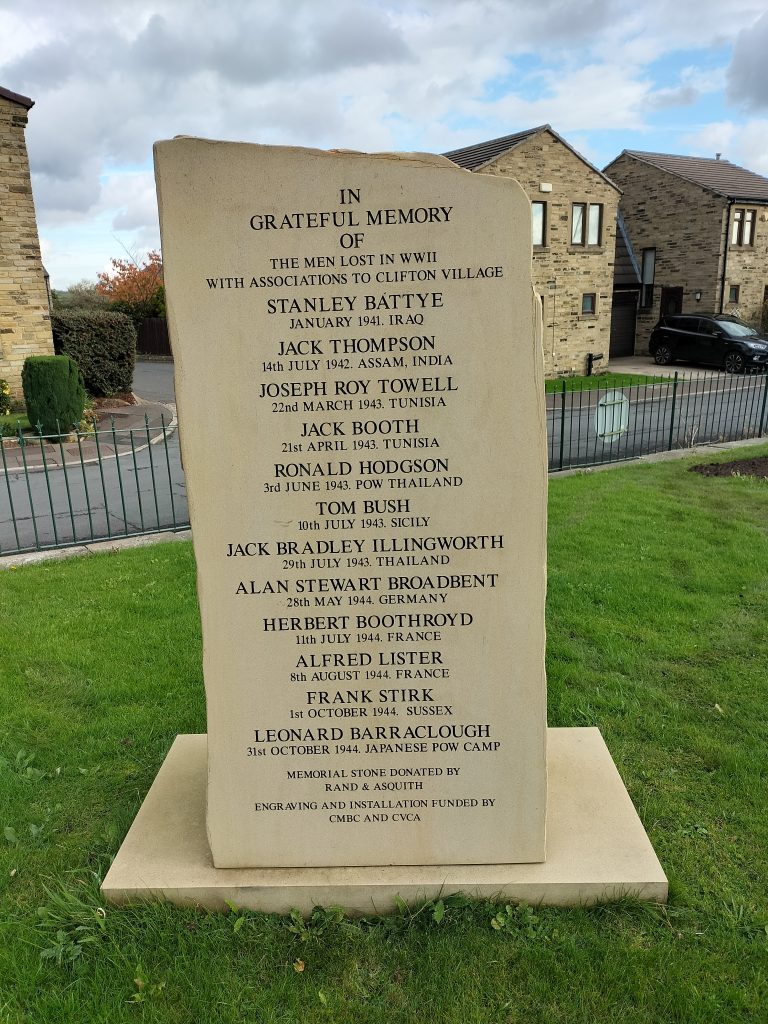 IN
GRATEFUL MEMORY
OF
THE MEN LOST IN WWII
WITH ASSOCIATIONS TO CLIFTON VILLAGE
STANLEY BATTYE
JANUARY 1941. IRAQ
JACK THOMPSON
14th JULY 1942. ASSAM, INDIA
JOSEPH ROY TOWELL
22nd MARCH 1943. TUNISIA
JACK BOOTH
21st APRIL 1943. TUNISIA
RONALD HODGSON
3rd JUNE 1943. POW THAILAND
TOM BUSH
10th JULY 1943. SICILY
JACK BRADLEY ILLINGWORTH
29th JULY 1943. THAILAND
ALAN STEWART BROADBENT
28th MAY 1944. GERMANY
HERBERT BOOTHROYD
11th JULY 1944. FRANCE
ALFRED LISTER
8th AUGUST 1944. FRANCE
FRANK STIRK
1st OCTOBER 1944. SUSSEX
LEONARD BARRACLOUGH
31st OCTOBER 1944. JAPANESE POW CAMP
MEMORIAL STONE DONATED BY
RAND & ASQUITH
ENGRAVING AND INSTALLATION FUNDED BY
CMBC AND CVCA